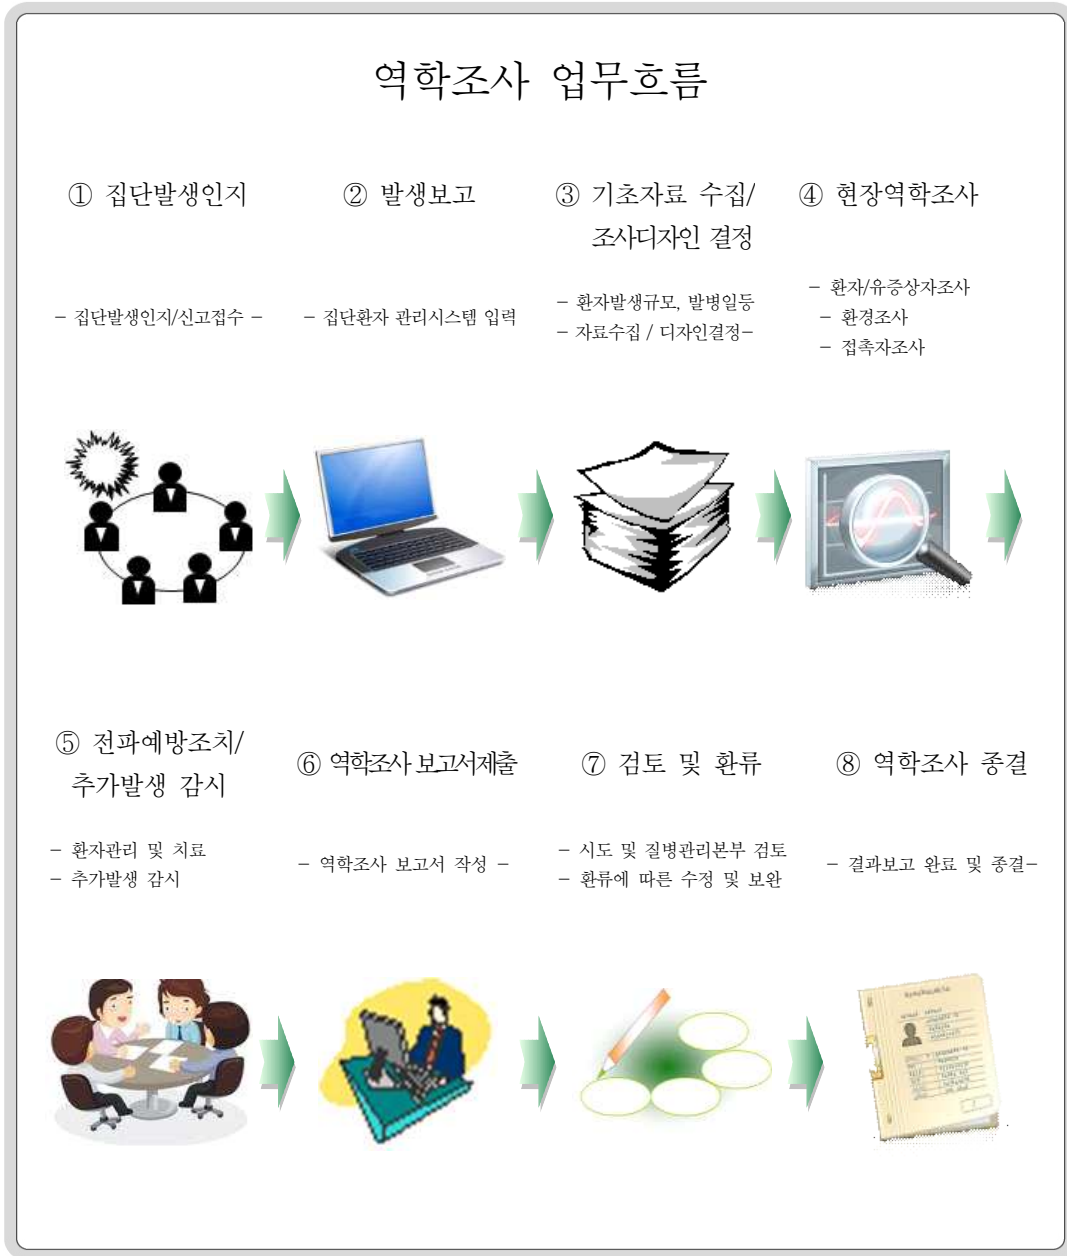 역학조사 업무흐름
① 집단발생인지
− 집단발생인지/신고접수 −
② 발생보고
− 집단환자 관리시스템 입력
③ 기초자료 수집/
조사디자인 결정
− 환자발생규모, 발병일등
− 자료수집 / 디자인결정−
④ 현장역학조사
− 환자/유증상자조사
− 환경조사
− 접촉자조사
⑤ 전파예방조치/
추가발생 감시
− 환자관리 및 치료
− 추가발생 감시
⑥ 역학조사 보고서제출
− 역학조사 보고서 작성 −
⑦ 검토 및 환류
− 시도 및 질병관리본부 검토
− 환류에 따른 수정 및 보완
⑧ 역학조사 종결
− 결과보고 완료 및 종결−